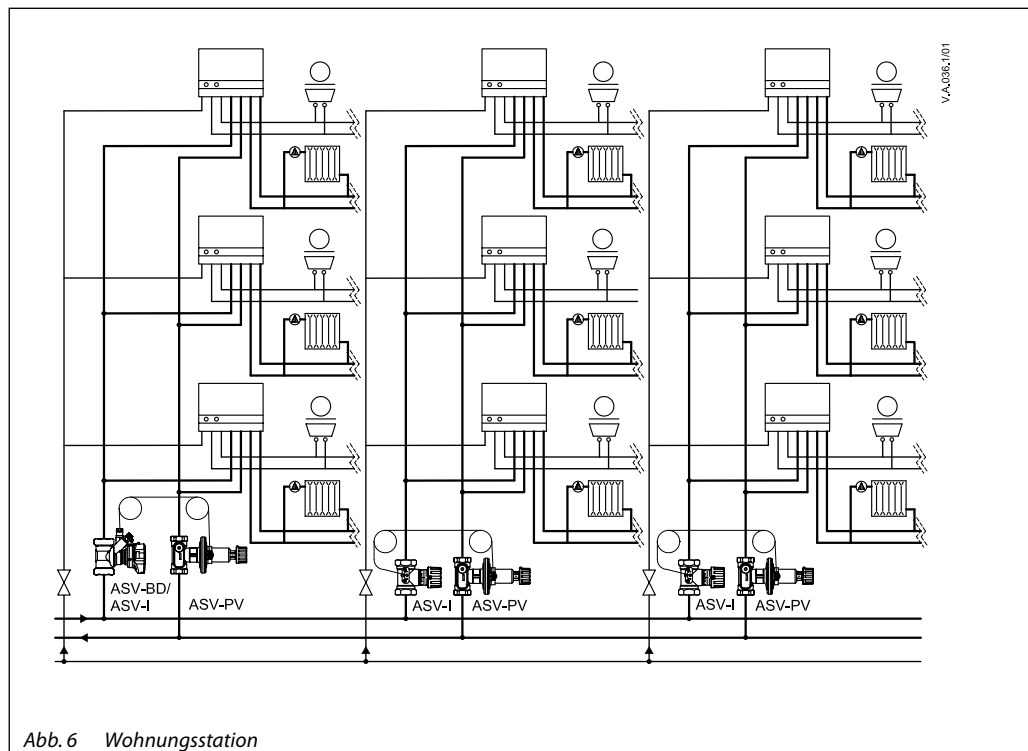 V.A.036.1/01
ASV-BD/
ASV-I
ASV-PV
ASV-I
ASV-PV
ASV-I
ASV-PV
Abb. 6 Wohnungsstation